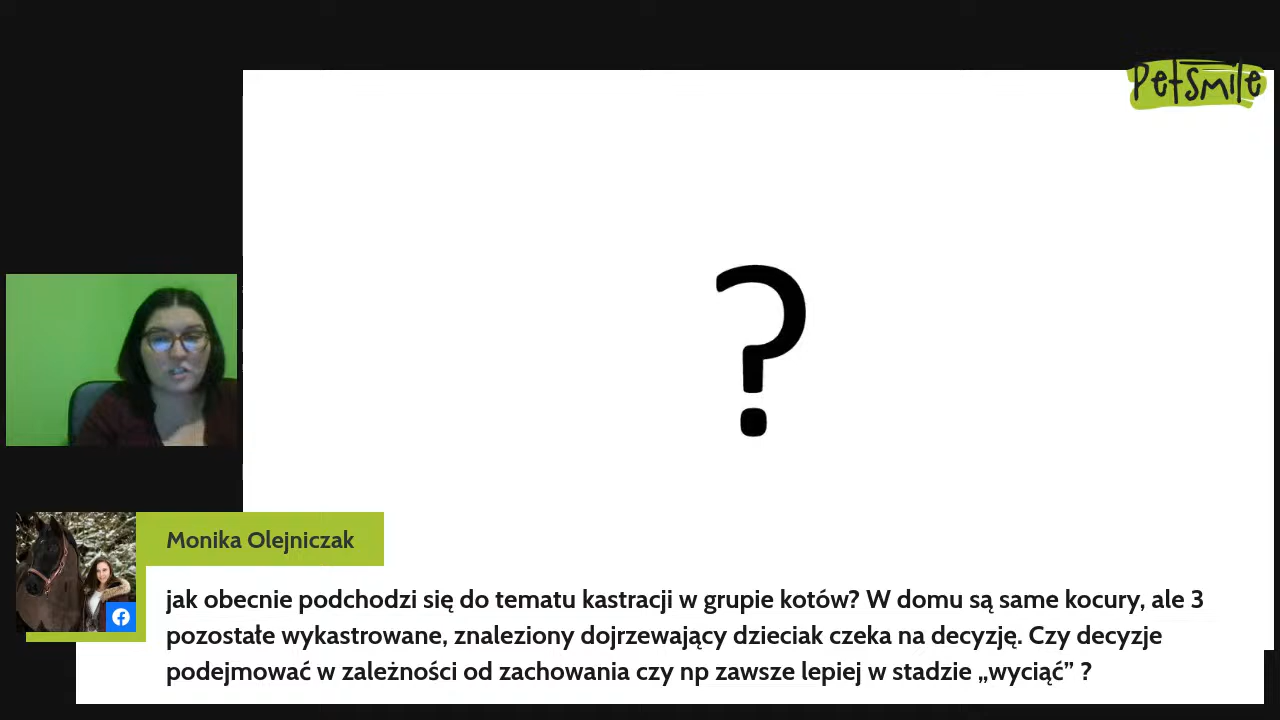 PetSmile
?
Monika Olejniczak
jak obecnie podchodzi się do tematu kastracji w grupie kotów? W domu są same kocury, ale 3
pozostałe wykastrowane, znaleziony dojrzewający dzieciak czeka na decyzję. Czy decyzje
podejmować w zależności od zachowania czy np zawsze lepiej w stadzie „wyciąć” ?